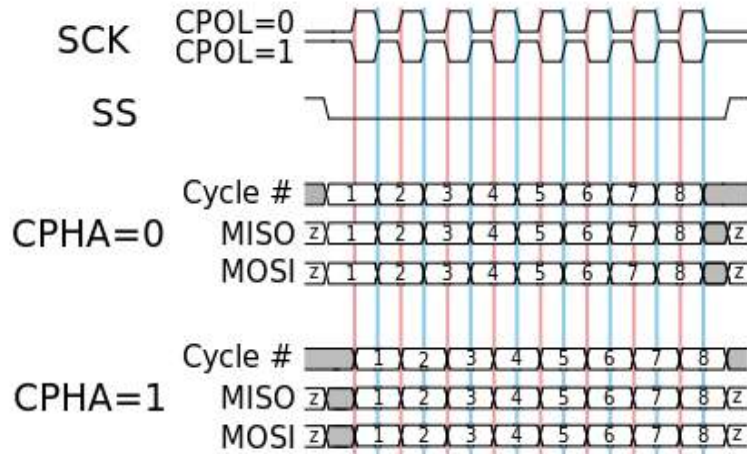 SCK CPOL=0
CPOL=1
SS
Cycle # 1 2 3 4 5 6 7 8
CPHA=0 MISO z 1 2 3 4 5 6 7 8 z
MOSI z 1 2 3 4 5 6 7 8 z
Cycle # 1 2 3 4 5 6 7 8
CPHA=1 MISO z 1 2 3 4 5 6 7 8 z
MOSI z 1 2 3 4 5 6 7 8 z